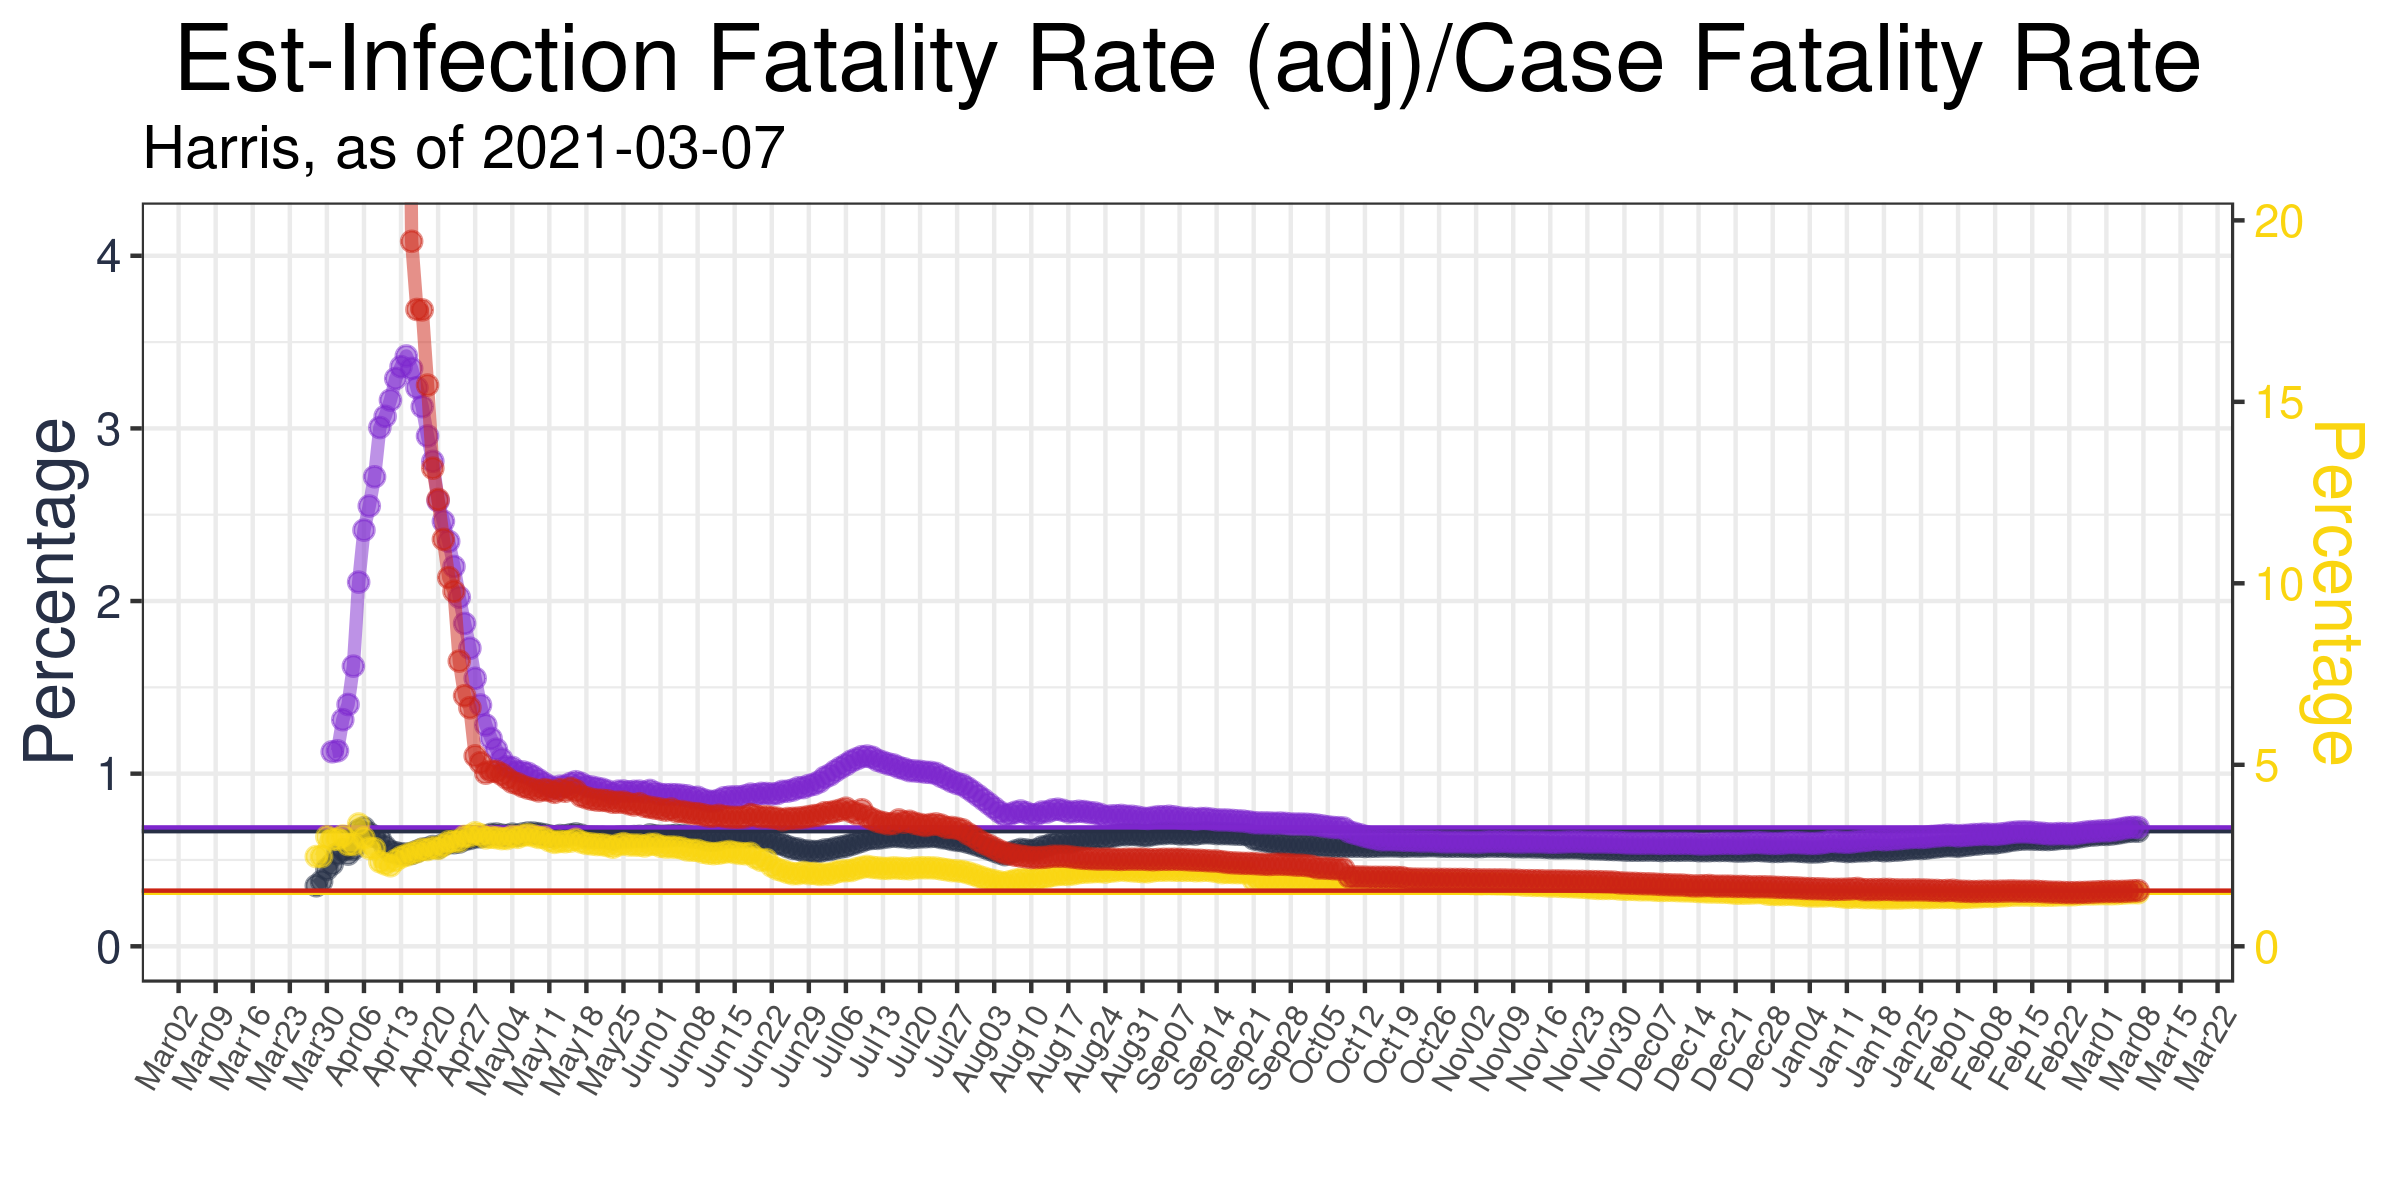 Est-Infection Fatality Rate (adj)/Case Fatality Rate
Harris, as of 2021-03-07
Percentage
4
3
2
1
0
20
15
10
5
0
Percentage
Mar02
Mar09
Mar16
Mar23
Mar30
Apr06
Apr13
Apr20
Apr27
May04
May11
May18
May25
Jun01
Jun08
Jun15
Jun22
Jun29
Jul06
Jul13
Jul20
Jul27
Aug03
Aug10
Aug17
Aug24
Aug31
Sep07
Sep14
Sep21
Sep28
Oct05
Oct12
Oct19
Oct26
Nov02
Nov09
Nov16
Nov23
Nov30
Dec07
Dec14
Dec21
Dec28
Dec04
Jan11
Jan18
Jan25
Feb01
Feb08
Feb15
Feb22
Mar01
Mar08
Mar15
Mar22